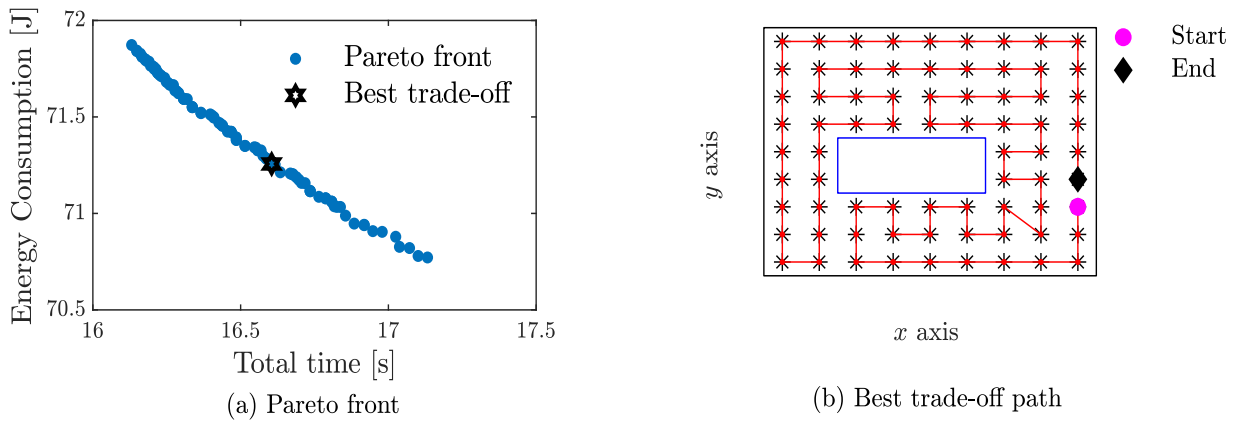 Energy Consumption [J]
72
71.5
71
70.5
16
16.5
17
17.5
Total time [s]
Pareto front
Best trade-off
(a) Pareto front
y axis
x axis
Start
End
(b) Best trade-off path